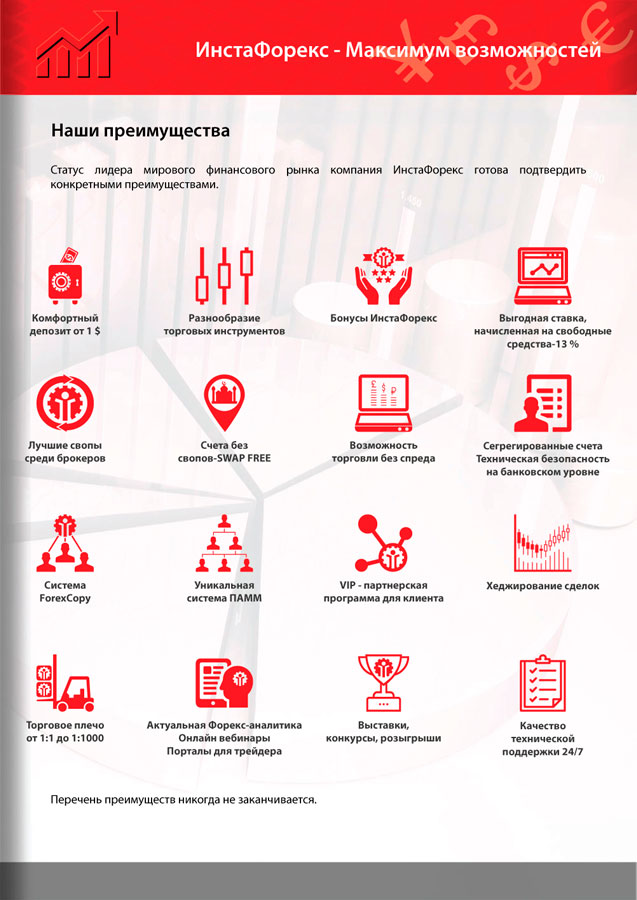 ИнстаФорекс - Максимум возможностей
Наши преимущества
Статус лидера мирового финансового рынка компания ИнстаФорекс готова подтвердить
конкретными преимуществами.
Комфортный
депозит от 1 $
Разнообразие
торговых инструментов
Бонусы ИнстаФорекс
Выгодная ставка,
начисленная на свободные
средства-13 %
Лучшие свопы
среди брокеров
Счета без
свопов-SWAP FREE
Возможность
торговли без спреда
Сегрегированные счета
Техническая безопасность
на банковском уровне
Система
ForexCopy
Уникальная
система ПАММ
VIP - партнерская
программа для клиента
Хеджирование сделок
Торговое плечо
от 1:1 до 1:1000
Актуальная Форекс-аналитика
Онлайн вебинары
Порталы для трейдера
Выставки,
конкурсы, розыгрыши
Качество
технической
поддержки 24/7
Перечень преимуществ никогда не заканчивается.